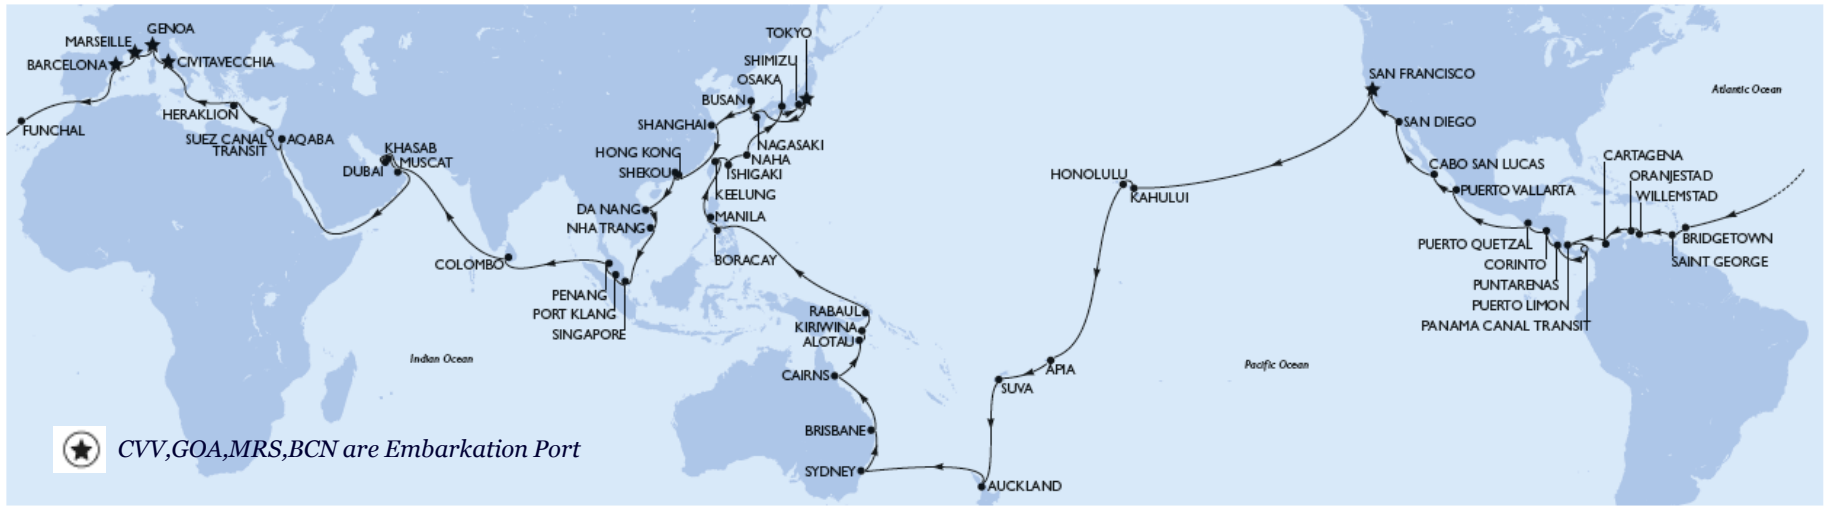 GENOA
MARSEILLE
BARCELONA
CIVITAVECCHIA
HERAKLION
FUNCHAL
SUEZ CANAL
TRANSIT
AQABA
KHASAB
MUSCAT
DUBAI
COLOMBO
PENANG
PORT KLANG
SINGAPORE
TOKYO
SHIMIZU
OSAKA
BUSAN
SHANGHAI
NAGASAKI
HONG KONG
NAHA
SHEKOU
ISHIGAKI
KEELUNG
DA NANG
MANILA
NHA TRANG
BORACAY
RABAUL
KIRIWINA
ALOTAU
CAIRNS
BRISBANE
SYDNEY
AUCKLAND
SUVA
APIA
HONOLULU
KAHULUI
SAN FRANCISCO
SAN DIEGO
CABO SAN LUCAS
PUERTO VALLARTA
CARTAGENA
ORANJESTAD
WILLEMSTAD
PUERTO QUETZAL
CORINTO
PUNTARENAS
PUERTO LIMON
PANAMA CANAL TRANSIT
BRIDGETOWN
SAINT GEORGE
Atlantic Ocean
Indian Ocean
Pacific Ocean
CVV,GOA,MRS,BCN are Embarkation Port